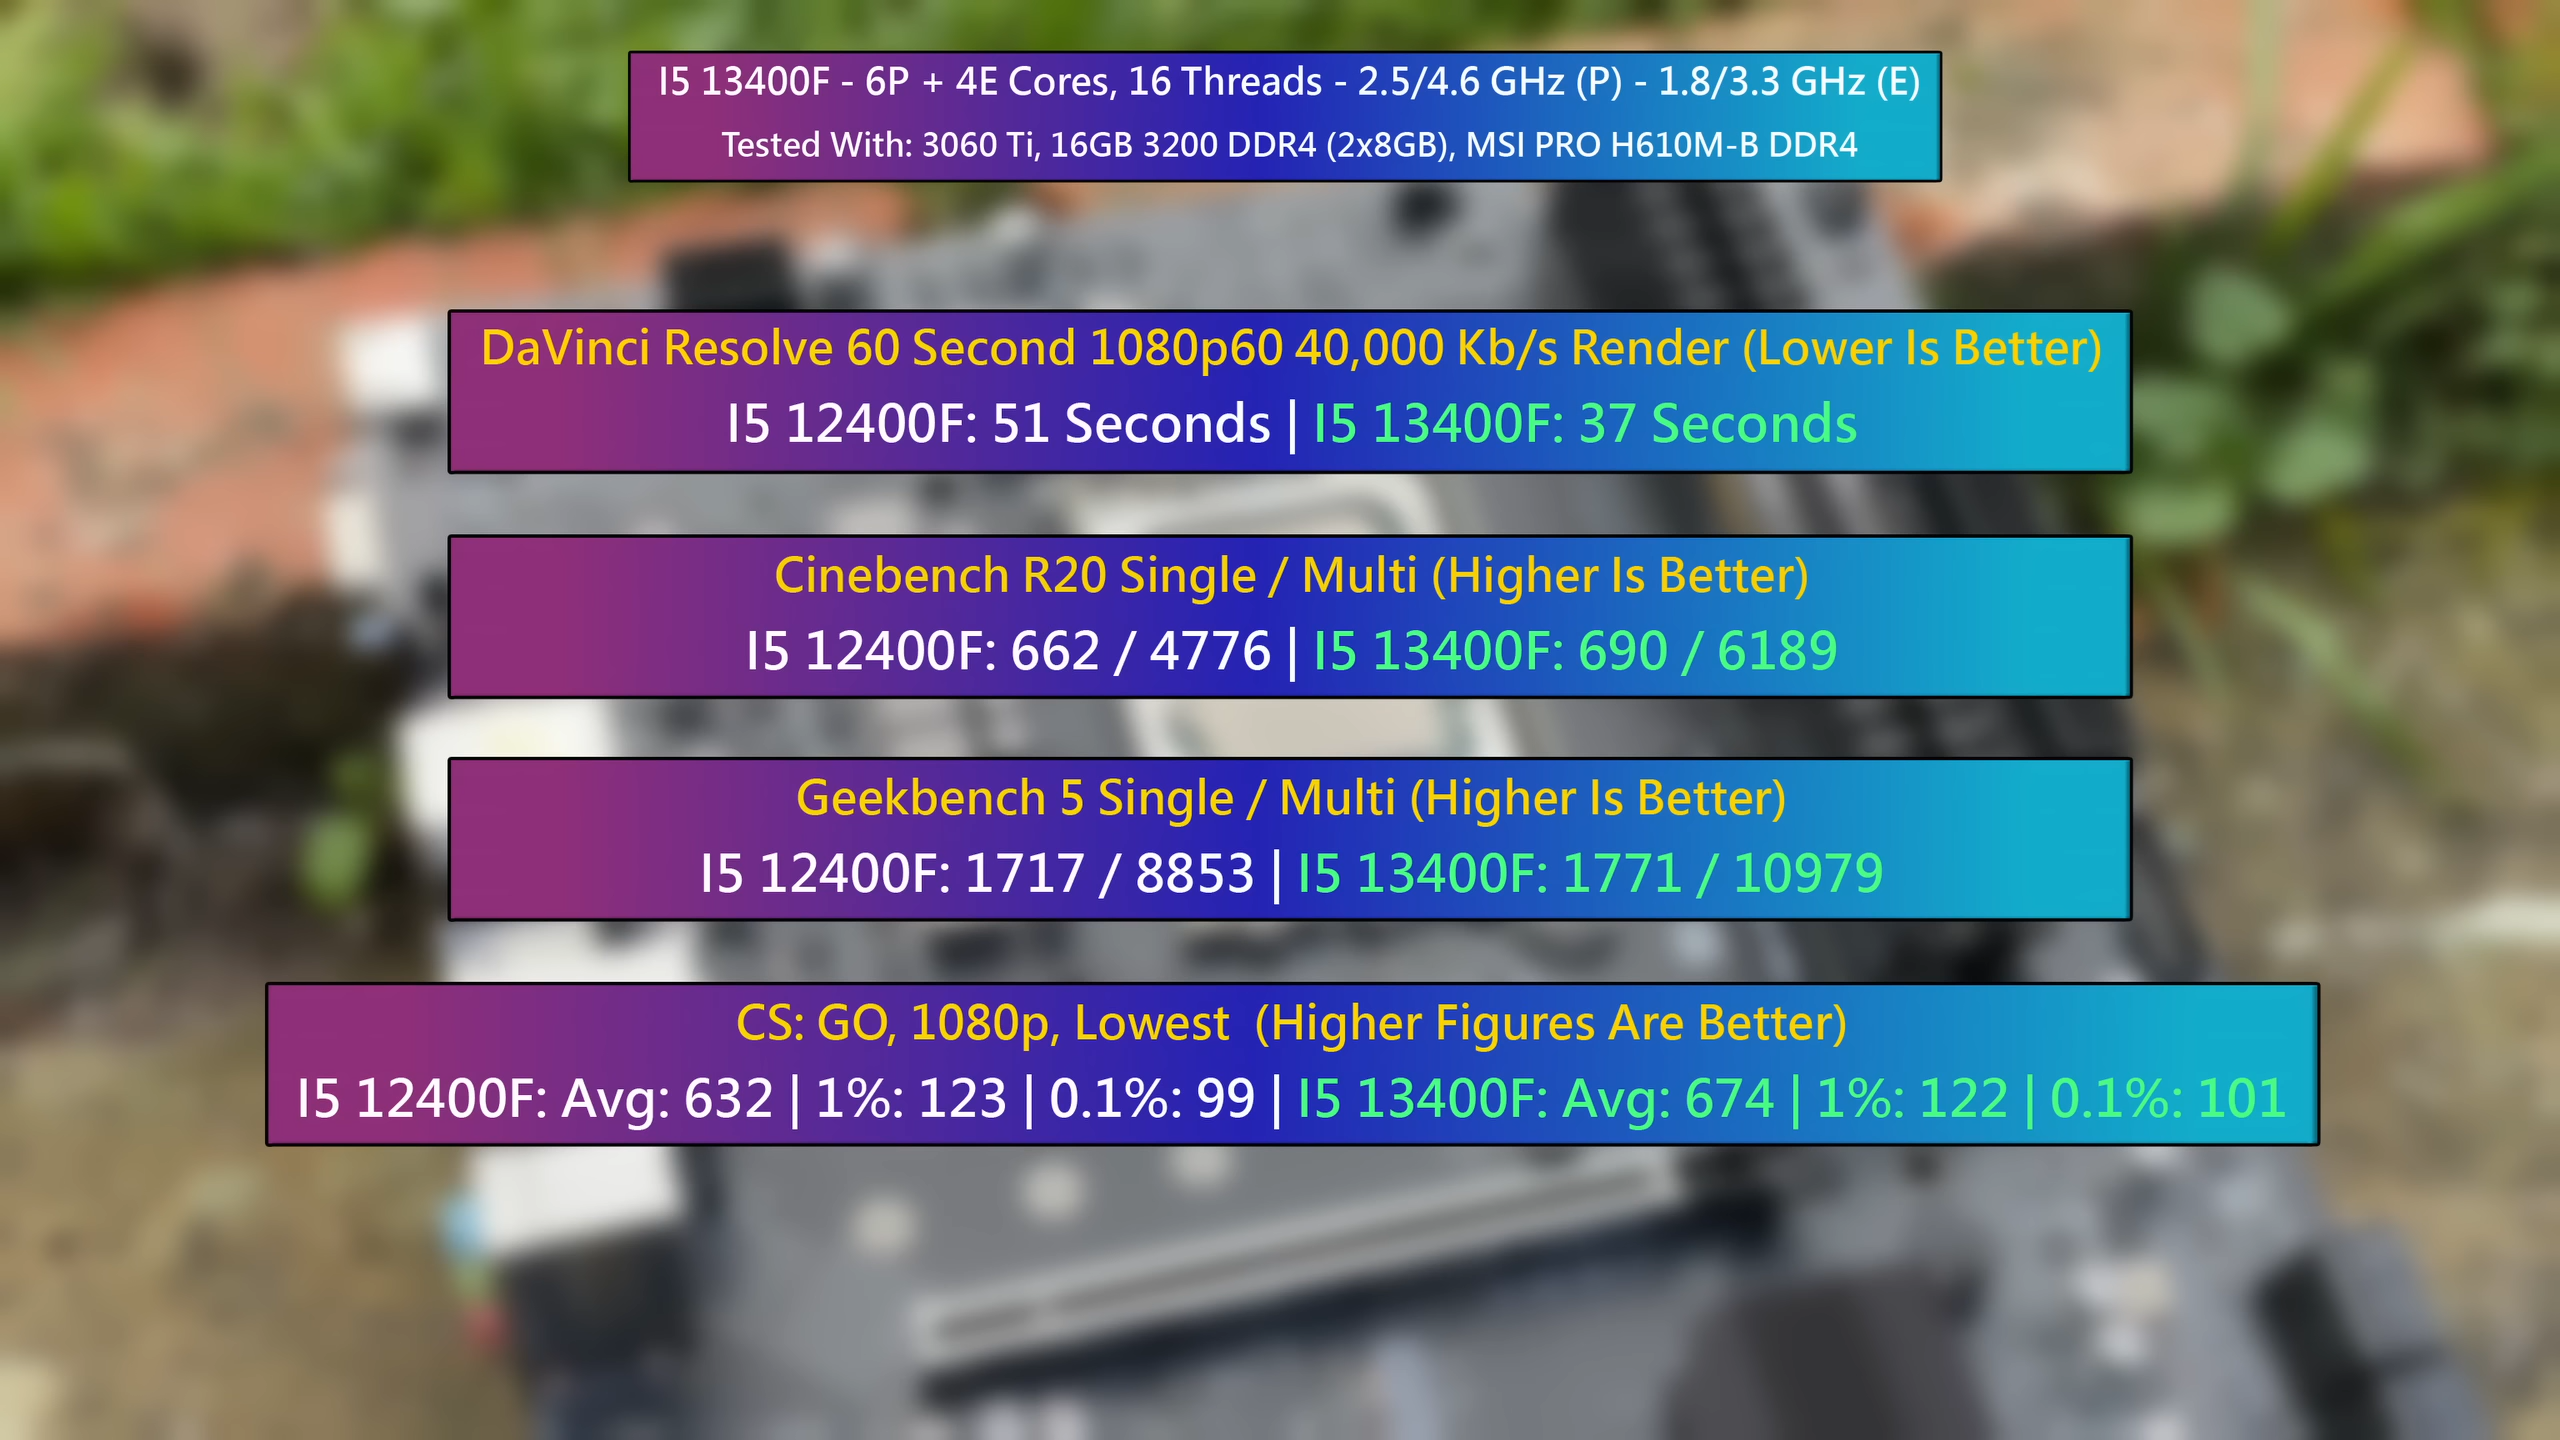 I5 13400F - 6P + 4E Cores, 16 Threads - 2.5/4.6 GHz (P) - 1.8/3.3 GHz (E)
Tested With: 3060 Ti, 16GB 3200 DDR4 (2x8GB), MSI PRO H610M-B DDR4
DaVinci Resolve 60 Second 1080p60 40,000 Kb/s Render (Lower Is Better)
I5 12400F: 51 Seconds | I5 13400F: 37 Seconds
Cinebench R20 Single / Multi (Higher Is Better)
I5 12400F: 662 / 4776 | I5 13400F: 690 / 6189
Geekbench 5 Single / Multi (Higher Is Better)
I5 12400F: 1717 / 8853 | I5 13400F: 1771 / 10979
CS: GO, 1080p, Lowest  (Higher Figures Are Better)
I5 12400F: Avg: 632 | 1%: 123 | 0.1%: 99 | I5 13400F: Avg: 674 | 1%: 122 | 0.1%: 101